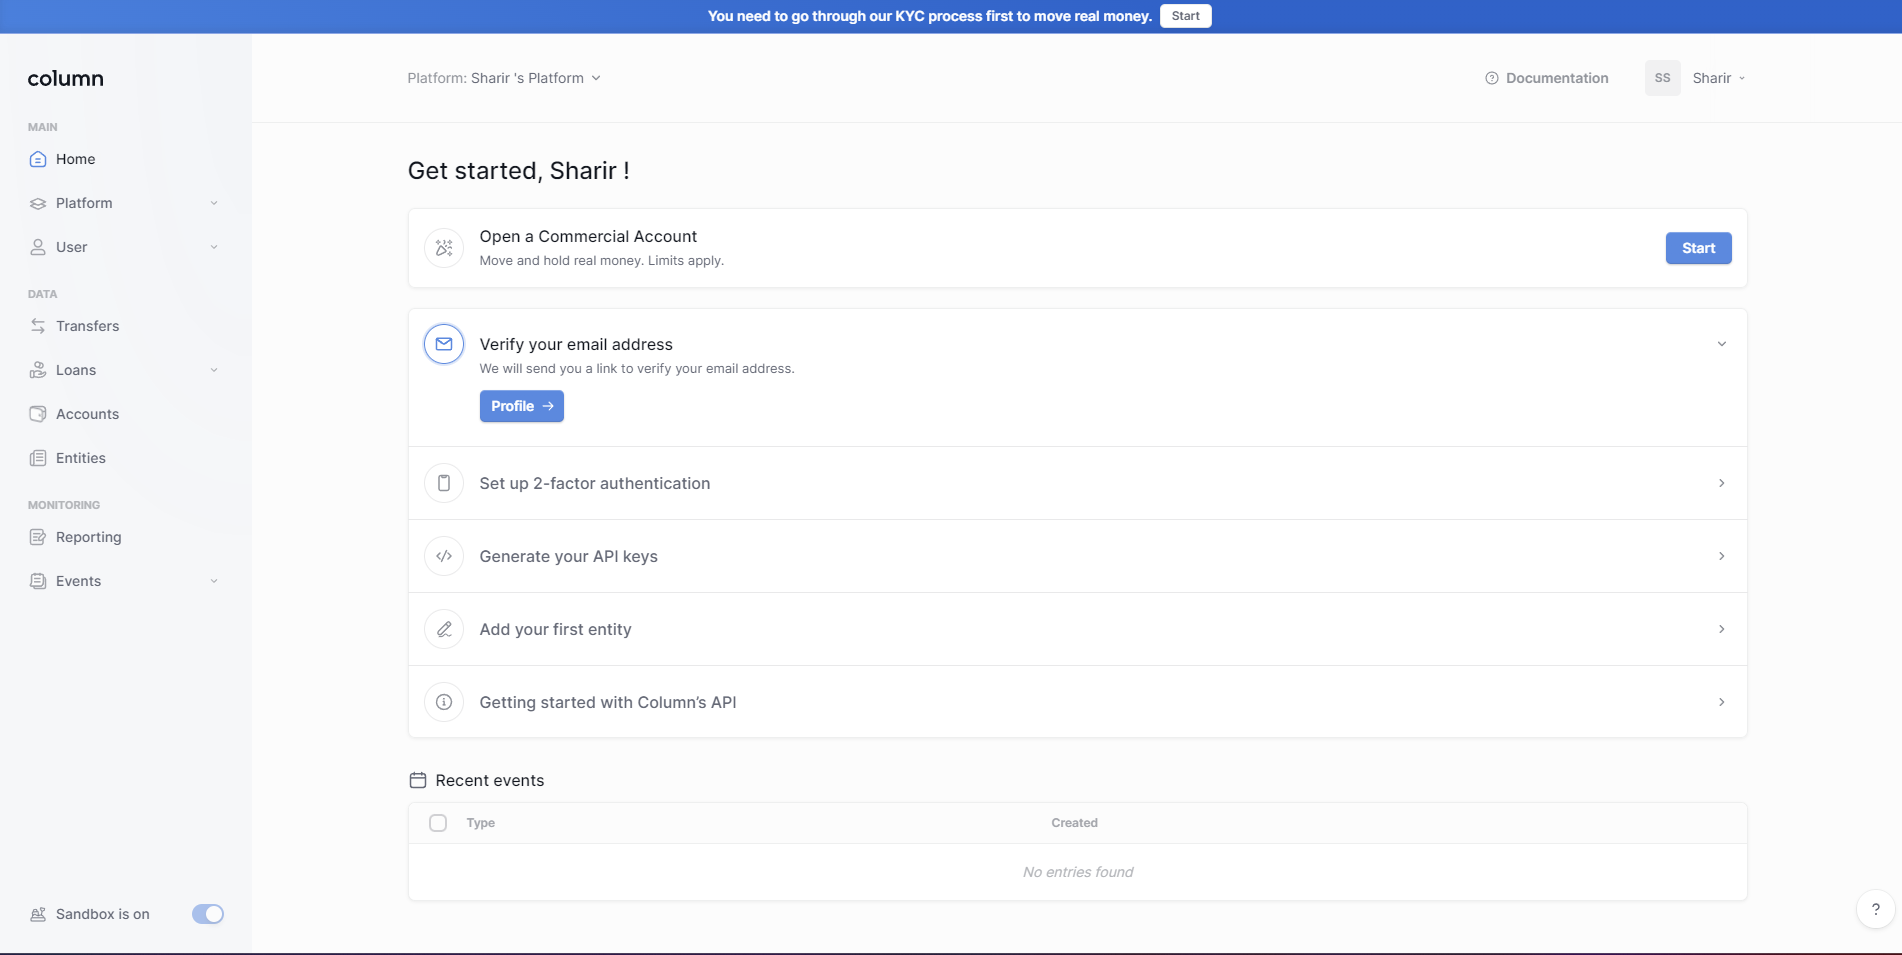 You need to go through our KYC process first to move real money. Start
column
Platform: Sharir 's Platform
Documentation
SS
Sharir
MAIN
Home
Platform
User
DATA
Transfers
Loans
Accounts
Entities
MONITORING
Reporting
Events
Sandbox is on
Get started, Sharir !
Open a Commercial Account
Move and hold real money. Limits apply.
Start
Verify your email address
We will send you a link to verify your email address.
Profile →
Set up 2-factor authentication
Generate your API keys
Add your first entity
Getting started with Column’s API
Recent events
Type Created
No entries found
?